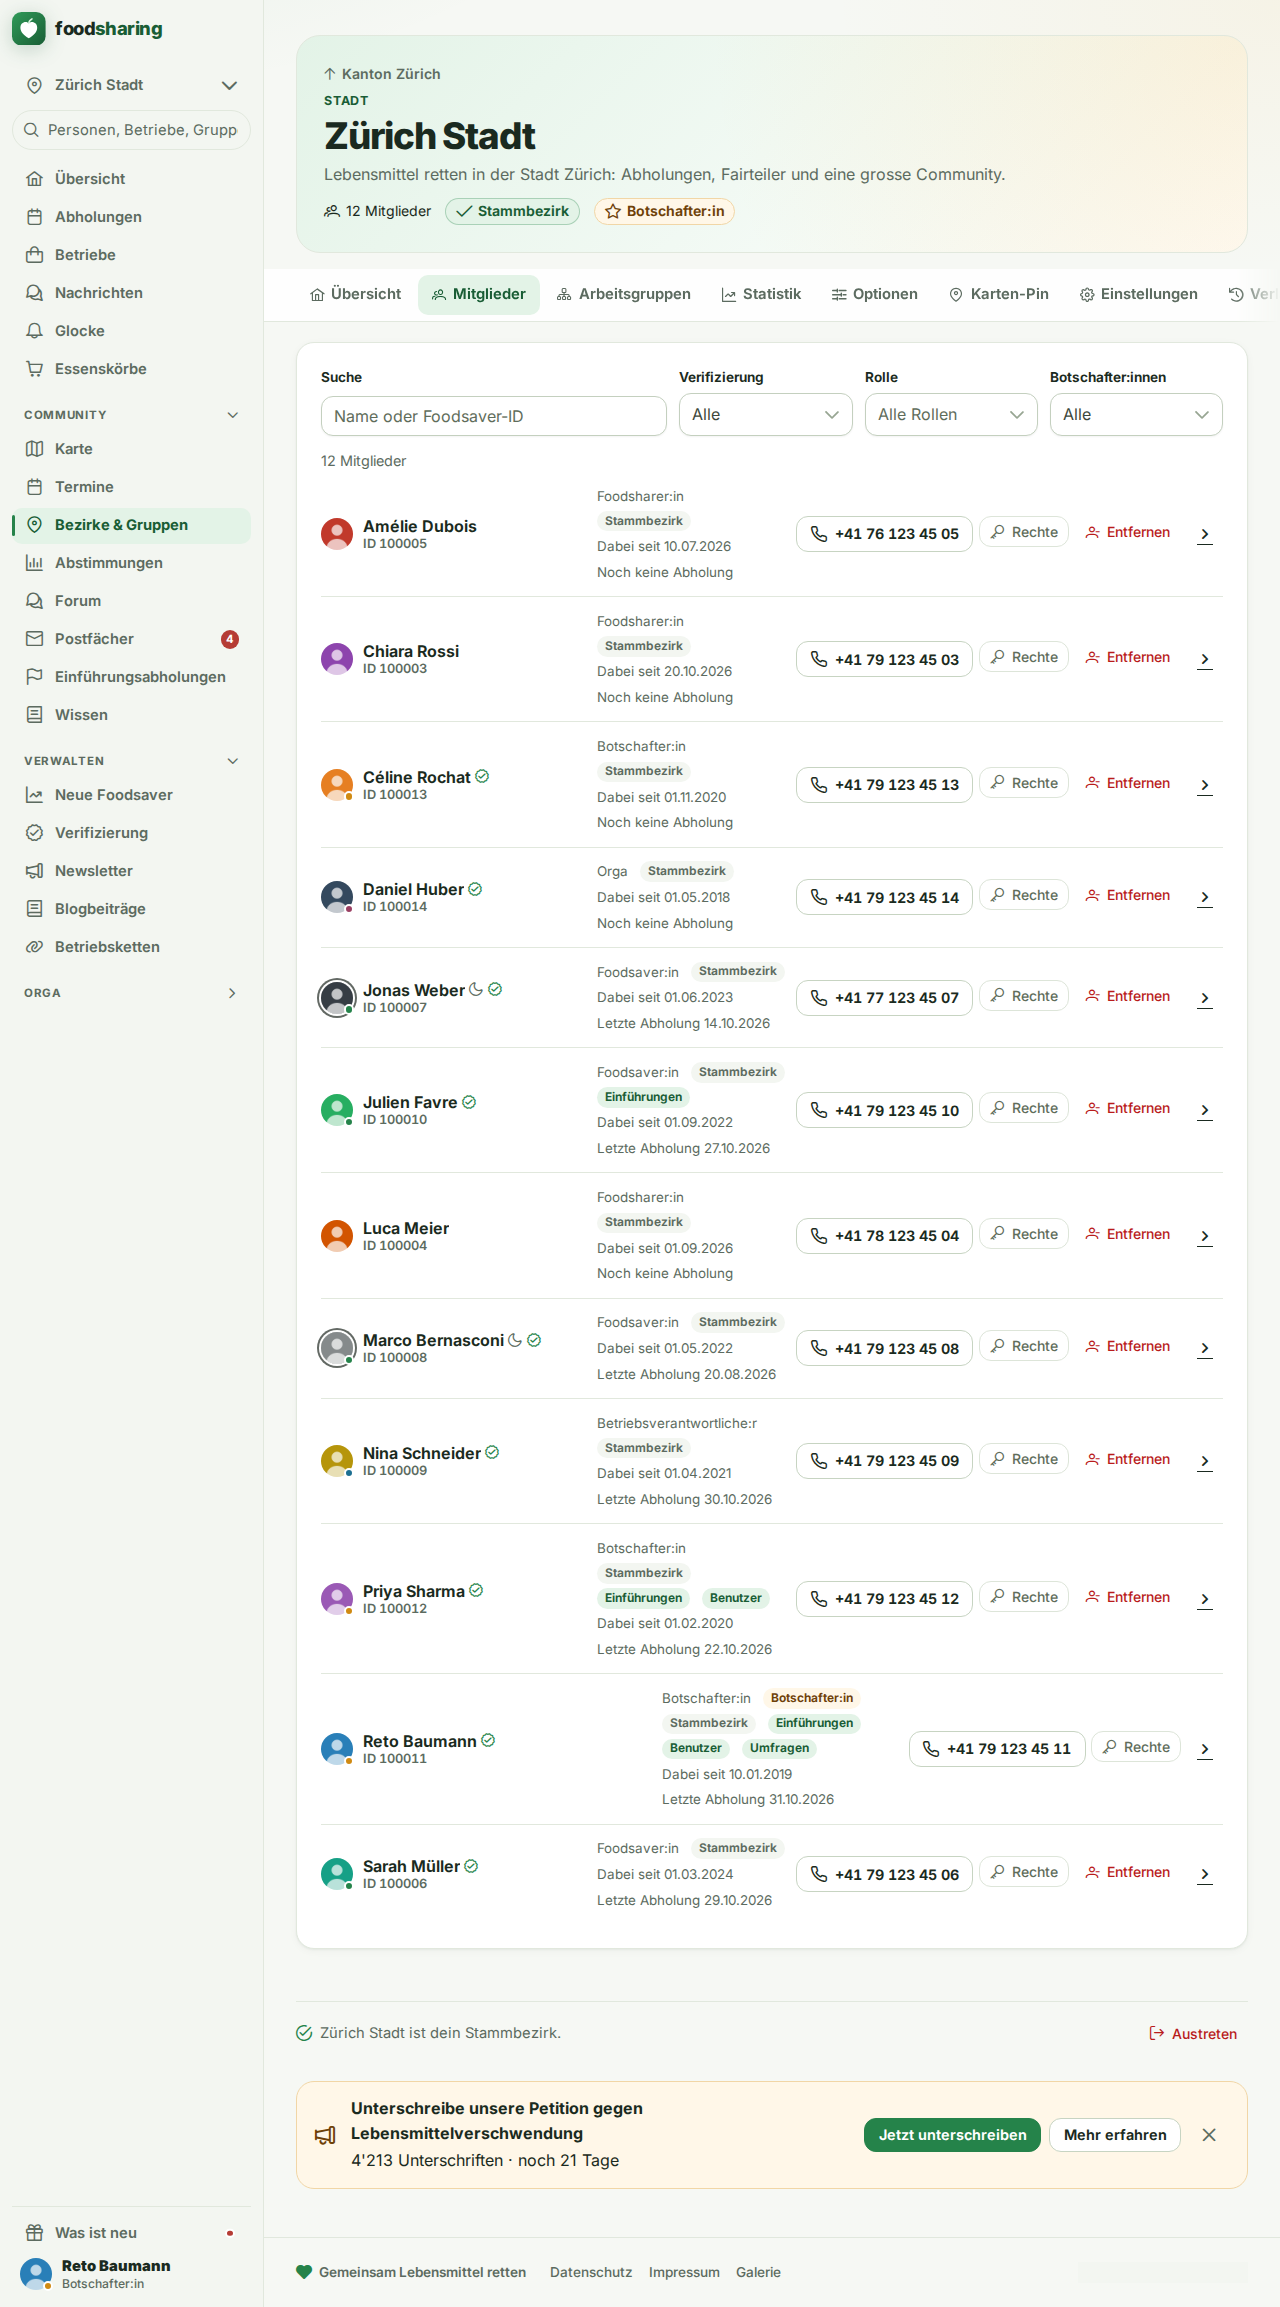 foodsharing
Zürich Stadt
Personen, Betriebe, Grupp
Übersicht
Abholungen
Betriebe
Nachrichten
Glocke
Essenskörbe
COMMUNITY
Karte
Termine
Bezirke & Gruppen
Abstimmungen
Forum
Postfächer 4
Einführungsabholungen
Wissen
VERWALTEN
Neue Foodsaver
Verifizierung
Newsletter
Blogbeiträge
Betriebsketten
ORGA
Was ist neu
Reto Baumann
Botschafter:in
Kanton Zürich
STADT
Zürich Stadt
Lebensmittel retten in der Stadt Zürich: Abholungen, Fairteiler und eine grosse Community.
12 Mitglieder Stammbezirk Botschafter:in
Übersicht Mitglieder Arbeitsgruppen Statistik Optionen Karten-Pin Einstellungen
Suche Verifizierung Rolle Botschafter:innen
Name oder Foodsaver-ID Alle Alle Rollen Alle
12 Mitglieder
Amélie Dubois
ID 100005
Foodsharer:in
Stammbezirk
Dabei seit 10.07.2026
Noch keine Abholung
+41 76 123 45 05 Rechte Entfernen
Chiara Rossi
ID 100003
Foodsharer:in
Stammbezirk
Dabei seit 20.10.2026
Noch keine Abholung
+41 79 123 45 03 Rechte Entfernen
Céline Rochat
ID 100013
Botschafter:in
Stammbezirk
Dabei seit 01.11.2020
Noch keine Abholung
+41 79 123 45 13 Rechte Entfernen
Daniel Huber
ID 100014
Orga Stammbezirk
Dabei seit 01.05.2018
Noch keine Abholung
+41 79 123 45 14 Rechte Entfernen
Jonas Weber
ID 100007
Foodsaver:in Stammbezirk
Dabei seit 01.06.2023
Letzte Abholung 14.10.2026
+41 77 123 45 07 Rechte Entfernen
Julien Favre
ID 100010
Foodsaver:in Stammbezirk
Einführungen
Dabei seit 01.09.2022
Letzte Abholung 27.10.2026
+41 79 123 45 10 Rechte Entfernen
Luca Meier
ID 100004
Foodsharer:in
Stammbezirk
Dabei seit 01.09.2026
Noch keine Abholung
+41 78 123 45 04 Rechte Entfernen
Marco Bernasconi
ID 100008
Foodsaver:in Stammbezirk
Dabei seit 01.05.2022
Letzte Abholung 20.08.2026
+41 79 123 45 08 Rechte Entfernen
Nina Schneider
ID 100009
Betriebsverantwortliche:r
Stammbezirk
Dabei seit 01.04.2021
Letzte Abholung 30.10.2026
+41 79 123 45 09 Rechte Entfernen
Priya Sharma
ID 100012
Botschafter:in
Stammbezirk
Einführungen Benutzer
Dabei seit 01.02.2020
Letzte Abholung 22.10.2026
+41 79 123 45 12 Rechte Entfernen
Reto Baumann
ID 100011
Botschafter:in Botschafter:in
Stammbezirk Einführungen
Benutzer Umfragen
Dabei seit 10.01.2019
Letzte Abholung 31.10.2026
+41 79 123 45 11 Rechte
Sarah Müller
ID 100006
Foodsaver:in Stammbezirk
Dabei seit 01.03.2024
Letzte Abholung 29.10.2026
+41 79 123 45 06 Rechte Entfernen
Zürich Stadt ist dein Stammbezirk. Austreten
Unterschreibe unsere Petition gegen
Lebensmittelverschwendung
4'213 Unterschriften · noch 21 Tage
Jetzt unterschreiben Mehr erfahren
Gemeinsam Lebensmittel retten Datenschutz Impressum Galerie